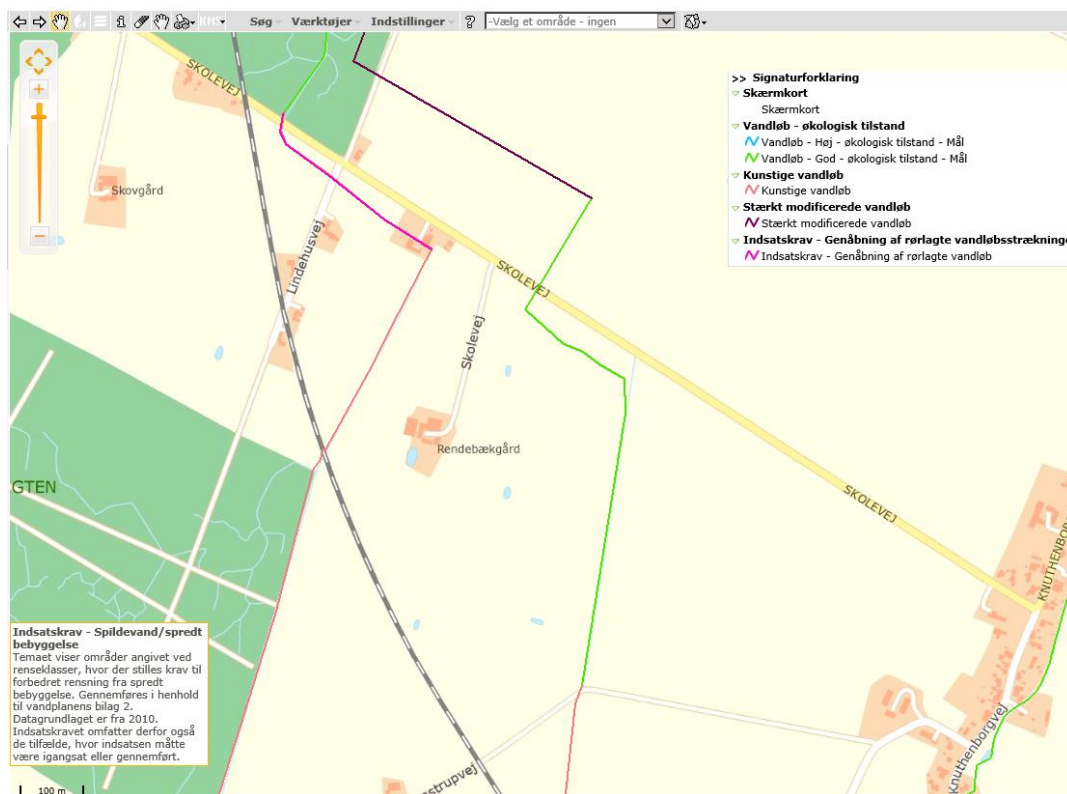 KMS
Søg
Værktøjer
Indstillinger
-Vælg et område - ingen
>> Signaturforklaring
Skærmkort
Skærmkort
Vandløb - økologisk tilstand
Vandløb - Høj - økologisk tilstand - Mål
Vandløb - God - økologisk tilstand - Mål
Kunstige vandløb
Kunstige vandløb
Stærkt modificerede vandløb
Stærkt modificerede vandløb
Indsatskrav - Genåbning af rørlagte vandløbsstrækninge
Indsatskrav - Genåbning af rørlagte vandløb
SKOLEVEJ
Skovgård
Lindehusvej
SKOLEVEJ
Skolevej
Rendebækgård
GTEN
SKOLEVEJ
KNUTHENBO
Indsatskrav - Spildevand/spredt
bebyggelse
Temaet viser områder angivet ved
renseklasser, hvor der stilles krav til
forbedret rensning fra spredt
bebyggelse. Gennemføres i henhold
til vandplanens bilag 2.
Datagrundlaget er fra 2010.
Indsatskravet omfatter derfor også
de tilfælde, hvor indsatsen måtte
være igangsat eller gennemført.
Knuthenborgvej
strupvej
100 m